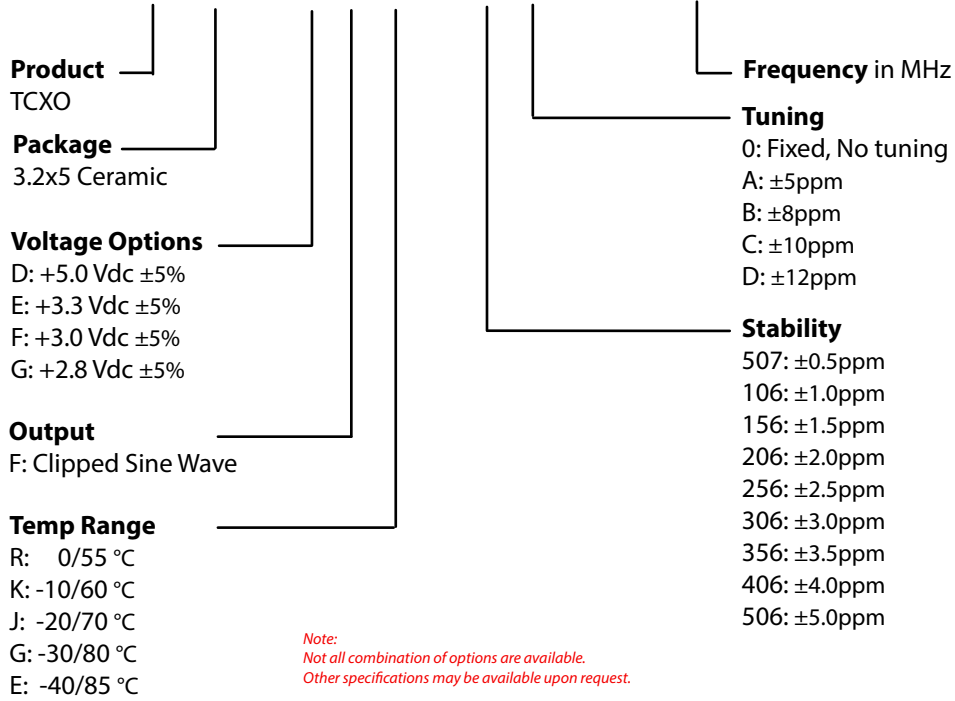 Product
TCXO
Package
3.2x5 Ceramic
Voltage Options
D: +5.0 Vdc ±5%
E: +3.3 Vdc ±5%
F: +3.0 Vdc ±5%
G: +2.8 Vdc ±5%
Output
F: Clipped Sine Wave
Temp Range
R: 0/55 °C
K: -10/60 °C
J: -20/70 °C
G: -30/80 °C
E: -40/85 °C
Note:
Not all combination of options are available.
Other specifications may be available upon request.
Frequency in MHz
Tuning
0: Fixed, No tuning
A: ±5ppm
B: ±8ppm
C: ±10ppm
D: ±12ppm
Stability
507: ±0.5ppm
106: ±1.0ppm
156: ±1.5ppm
206: ±2.0ppm
256: ±2.5ppm
306: ±3.0ppm
356: ±3.5ppm
406: ±4.0ppm
506: ±5.0ppm